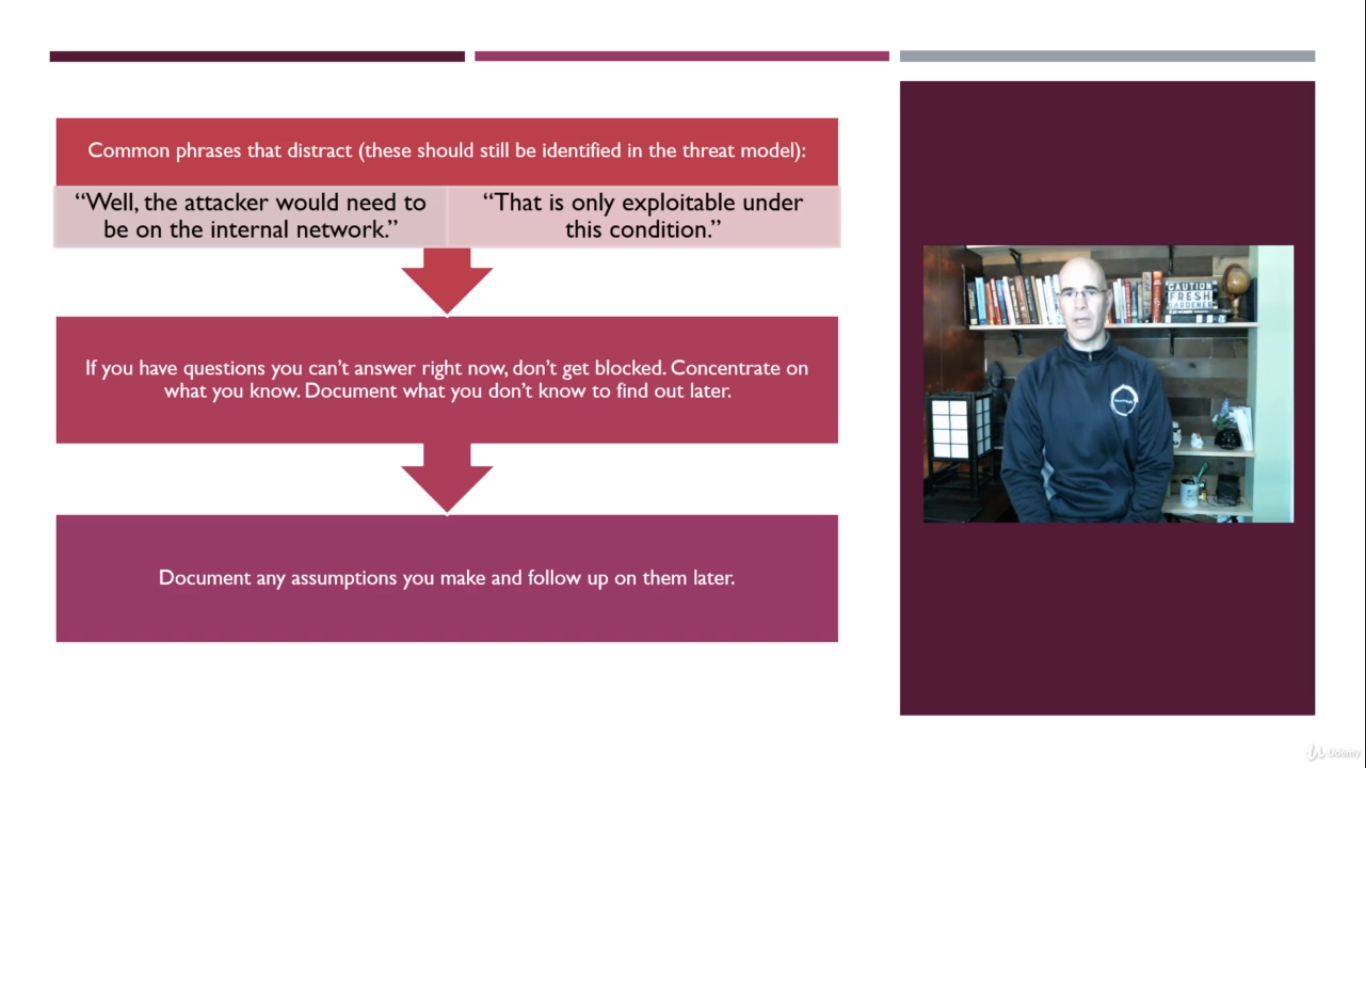 Common phrases that distract (these should still be identified in the threat model):
“Well, the attacker would need to
be on the internal network.”
“That is only exploitable under
this condition.”
If you have questions you can’t answer right now, don’t get blocked. Concentrate on
what you know. Document what you don’t know to find out later.
Document any assumptions you make and follow up on them later.
CAUTION
FRESH
GARDENER
Udemy